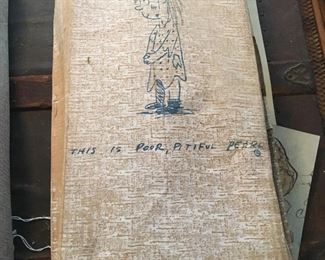 THIS IS POOR, PITIFUL PEARL ©